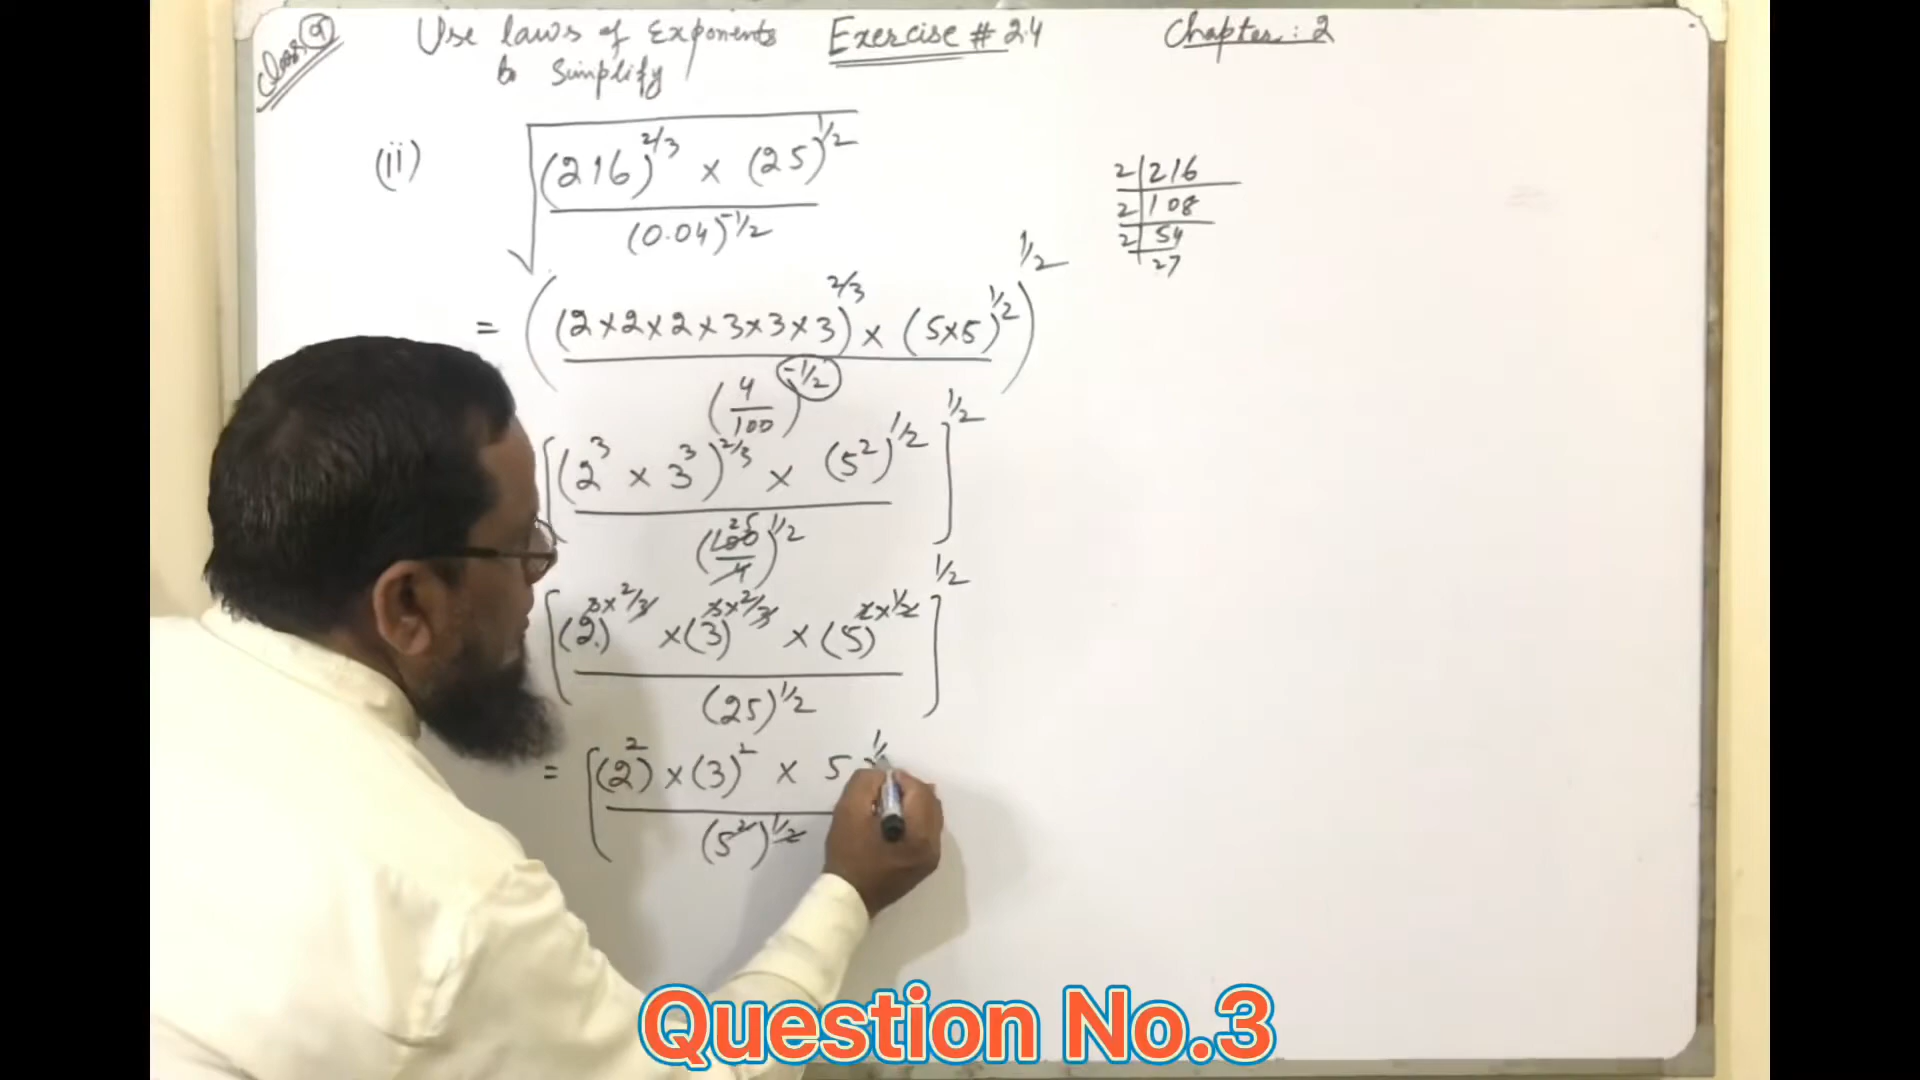 Class 9
Use laws of Exponents Exercise # 2.4 Chapter: 2
to Simplify
(ii) √((216)^2/3 × (25)^1/2 / (0.04)^-1/2)
2|216
2|108
2|54
27
= ((2×2×2×3×3×3)^2/3 × (5×5)^1/2 / (4/100)^-1/2)^1/2
[(2^3 × 3^3)^2/3 × (5^2)^1/2 / (100/4)^1/2]^1/2 25
[(2)^3×2/3 ×(3)^3×2/3 × (5)^2×1/2 / (25)^1/2]^1/2
= [(2)^2 ×(3)^2 × 5 / (5^2)^1/2
Question No.3